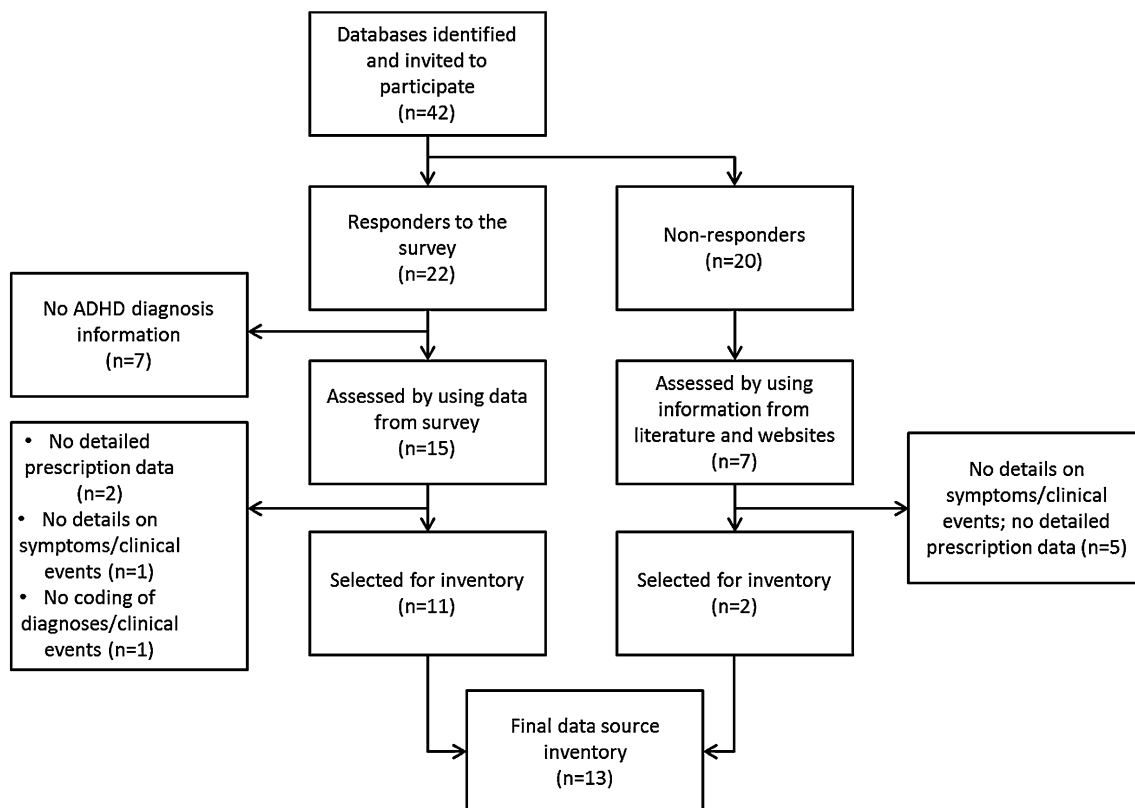 Databases identified
and invited to
participate
(n=42)
Responders to the
survey
(n=22)
Non-responders
(n=20)
No ADHD diagnosis
information
(n=7)
Assessed by using data
from survey
(n=15)
Assessed by using
information from
literature and websites
(n=7)
• No detailed
prescription data
(n=2)
• No details on
symptoms/clinical
events (n=1)
• No coding of
diagnoses/clinical
events (n=1)
No details on
symptoms/clinical
events; no detailed
prescription data (n=5)
Selected for inventory
(n=11)
Selected for inventory
(n=2)
Final data source
inventory
(n=13)